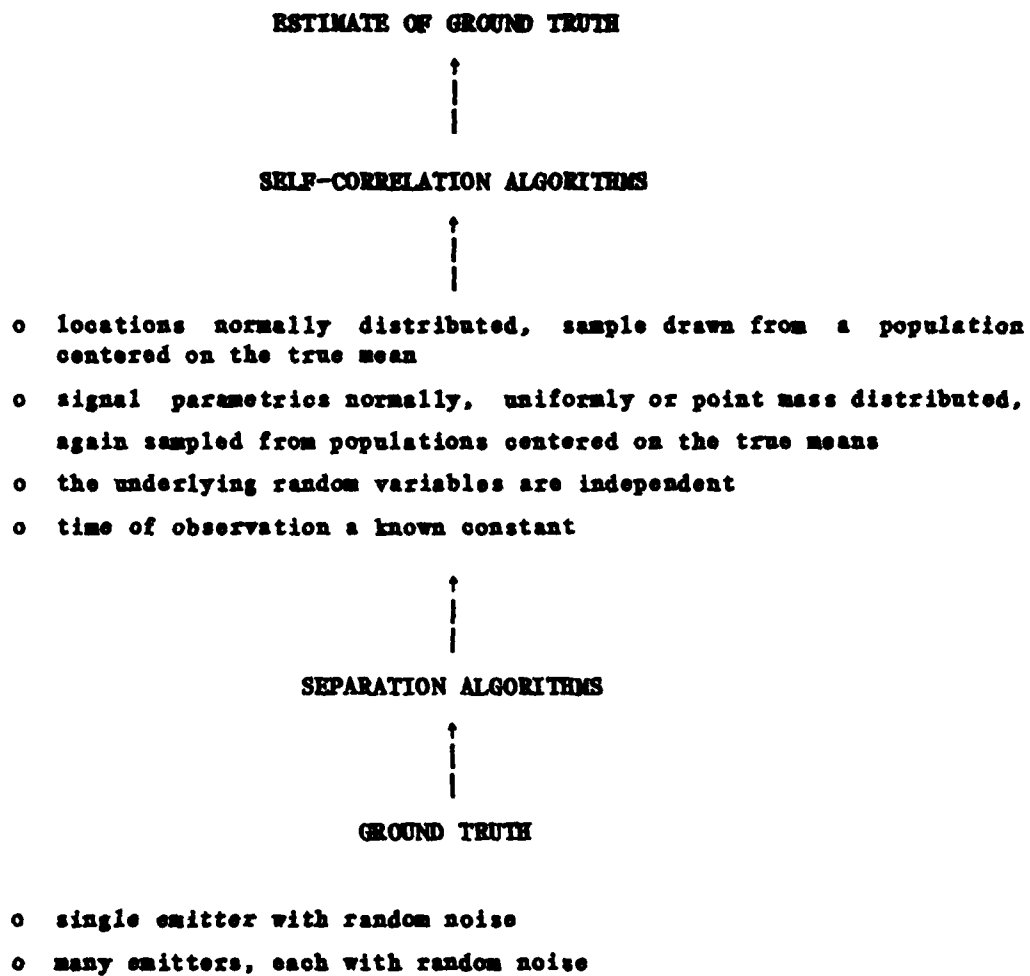 ESTIMATE OF GROUND TRUTH
SELF-CORRELATION ALGORITHMS
o locations normally distributed, sample drawn from a population
centered on the true mean
o signal parametrics normally, uniformly or point mass distributed,
again sampled from populations centered on the true means
o the underlying random variables are independent
o time of observation a known constant
SEPARATION ALGORITHMS
GROUND TRUTH
o single emitter with random noise
o many emitters, each with random noise